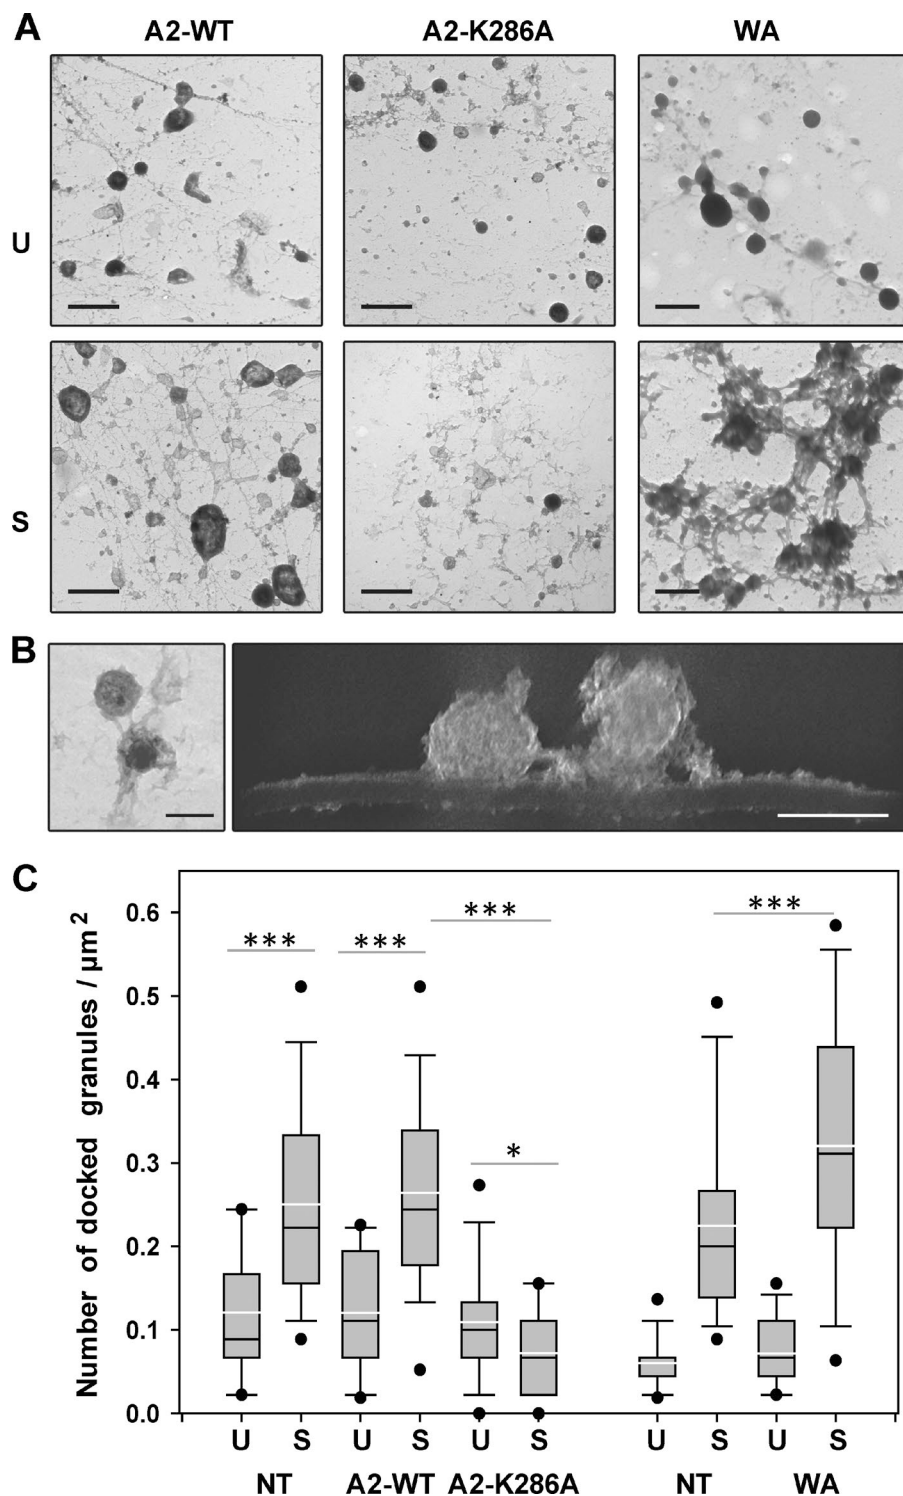 A
A2-WT A2-K286A WA
U
S
B
C
Number of docked granules / µm²
0.6
0.5
0.4
0.3
0.2
0.1
0.0
*** *** *** * ***
U S U S U S U S U S
NT A2-WT A2-K286A NT WA